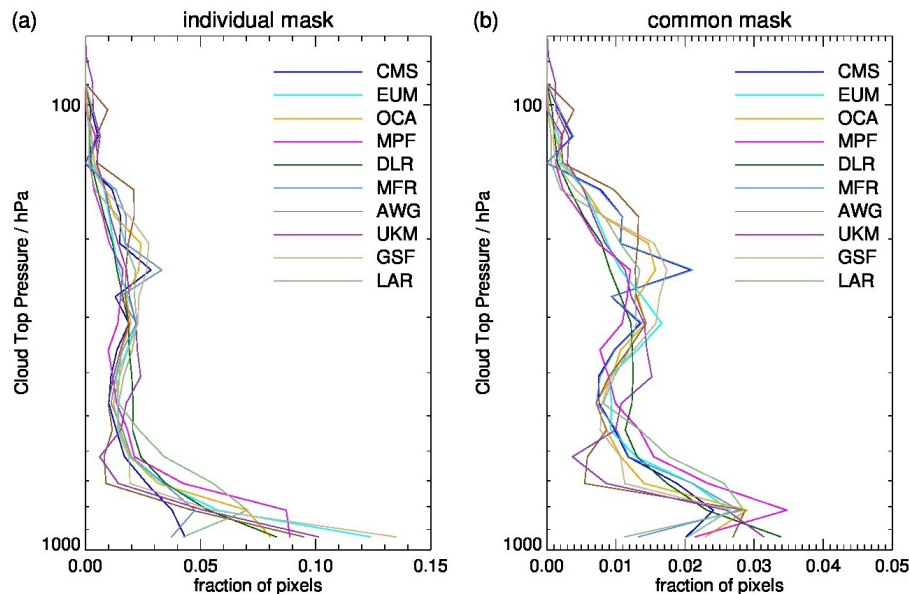 (a) individual mask
CMS
EUM
OCA
MPF
DLR
MFR
AWG
UKM
GSF
LAR
100
1000
Cloud Top Pressure / hPa
0.00 0.05 0.10 0.15
fraction of pixels
(b) common mask
CMS
EUM
OCA
MPF
DLR
MFR
AWG
UKM
GSF
LAR
100
1000
Cloud Top Pressure / hPa
0.00 0.01 0.02 0.03 0.04 0.05
fraction of pixels